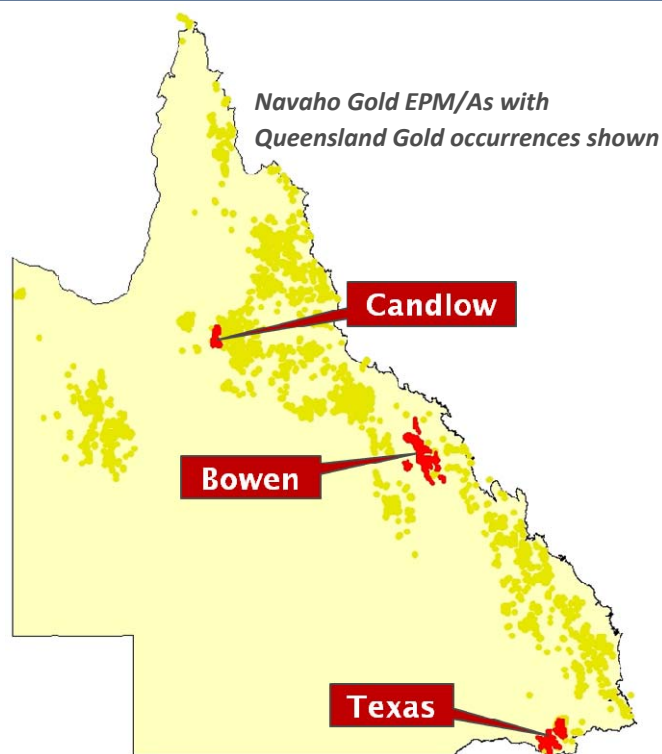 Navaho Gold EPM/As with
Queensland Gold occurrences shown
Candlow
Bowen
Texas